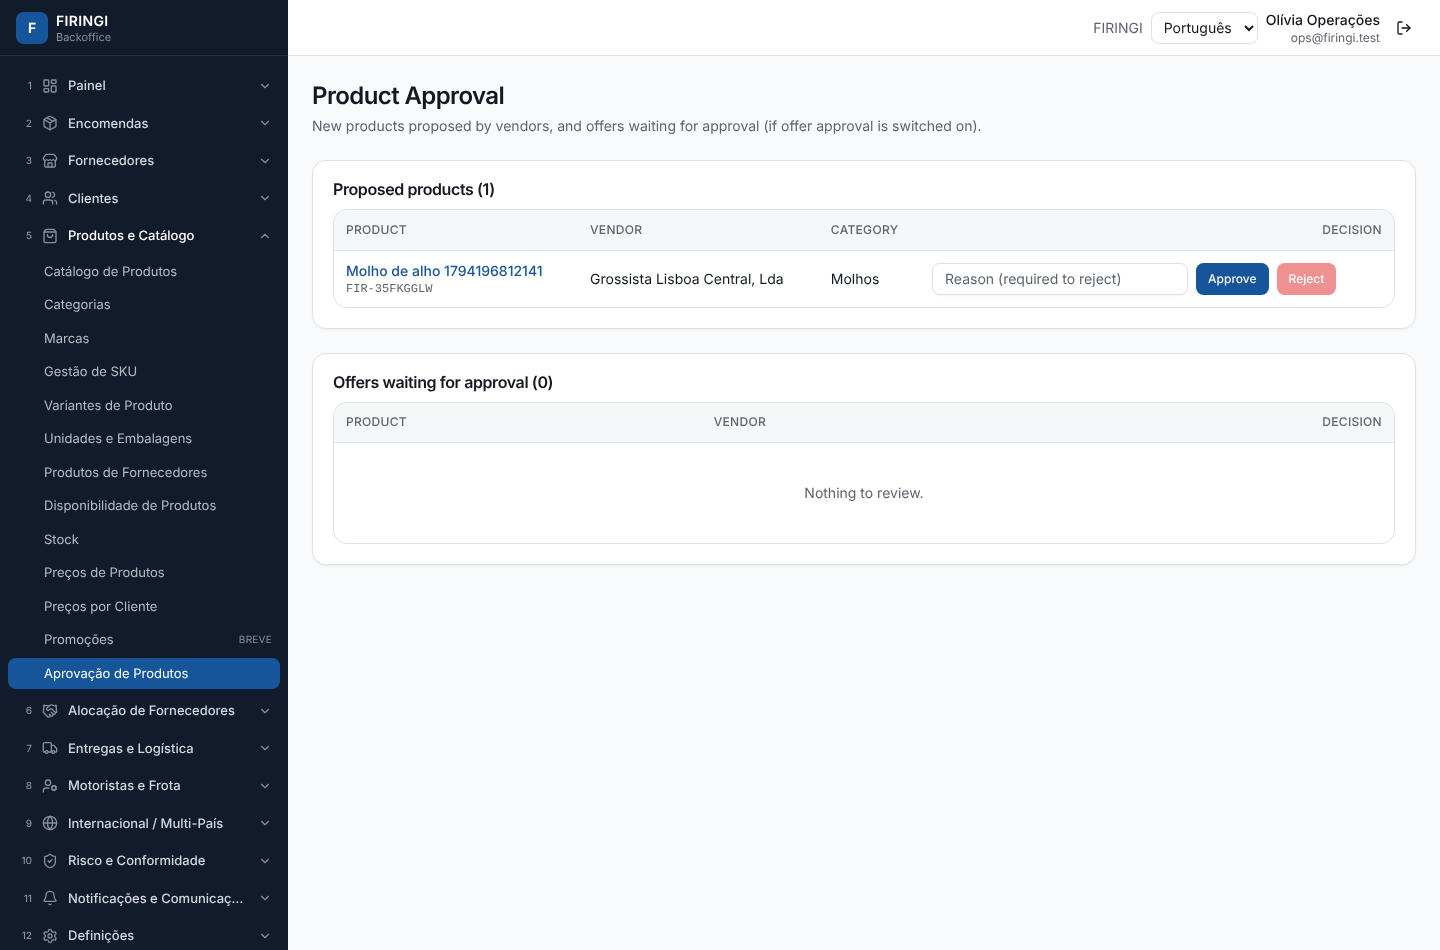 F
FIRINGI
Backoffice
FIRINGI
Português
Olívia Operações
ops@firingi.test
1 Painel
2 Encomendas
3 Fornecedores
4 Clientes
5 Produtos e Catálogo
Catálogo de Produtos
Categorias
Marcas
Gestão de SKU
Variantes de Produto
Unidades e Embalagens
Produtos de Fornecedores
Disponibilidade de Produtos
Stock
Preços de Produtos
Preços por Cliente
Promoções BREVE
Aprovação de Produtos
6 Alocação de Fornecedores
7 Entregas e Logística
8 Motoristas e Frota
9 Internacional / Multi-País
10 Risco e Conformidade
11 Notificações e Comunicaç...
12 Definições
Product Approval
New products proposed by vendors, and offers waiting for approval (if offer approval is switched on).
Proposed products (1)
PRODUCT VENDOR CATEGORY DECISION
Molho de alho 1794196812141
FIR-35FKGGLW
Grossista Lisboa Central, Lda
Molhos
Reason (required to reject)
Approve
Reject
Offers waiting for approval (0)
PRODUCT VENDOR DECISION
Nothing to review.